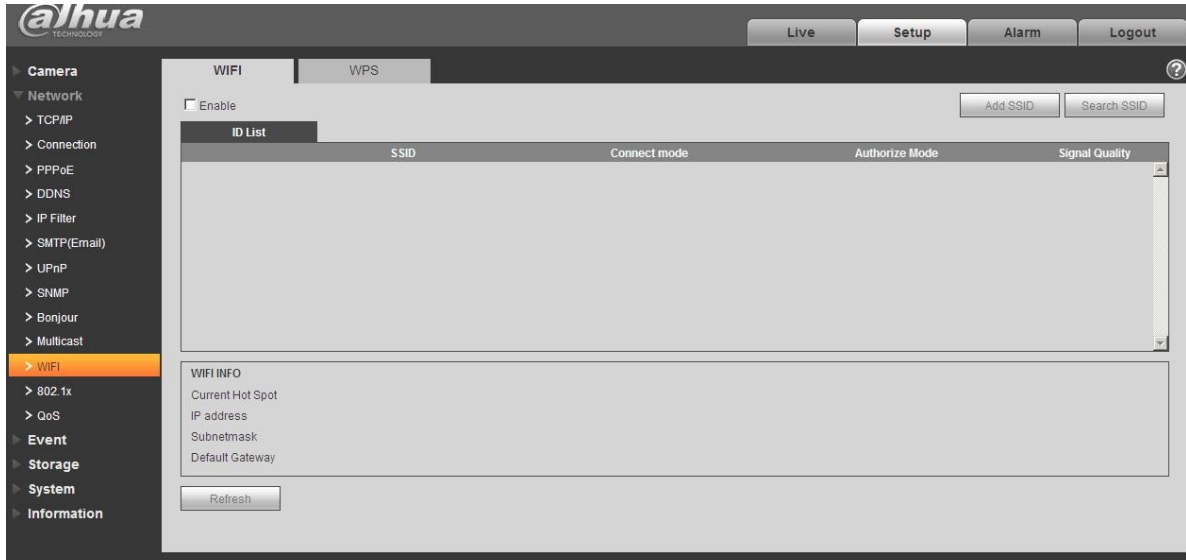 alhua
TECHNOLOGY
Live Setup Alarm Logout
Camera
Network
> TCP/IP
> Connection
> PPPoE
> DDNS
> IP Filter
> SMTP(Email)
> UPnP
> SNMP
> Bonjour
> Multicast
> WIFI
> 802.1x
> QoS
Event
Storage
System
Information
WIFI WPS
?
Enable
Add SSID Search SSID
ID List
SSID Connect mode Authorize Mode Signal Quality
WIFI INFO
Current Hot Spot
IP address
Subnetmask
Default Gateway
Refresh